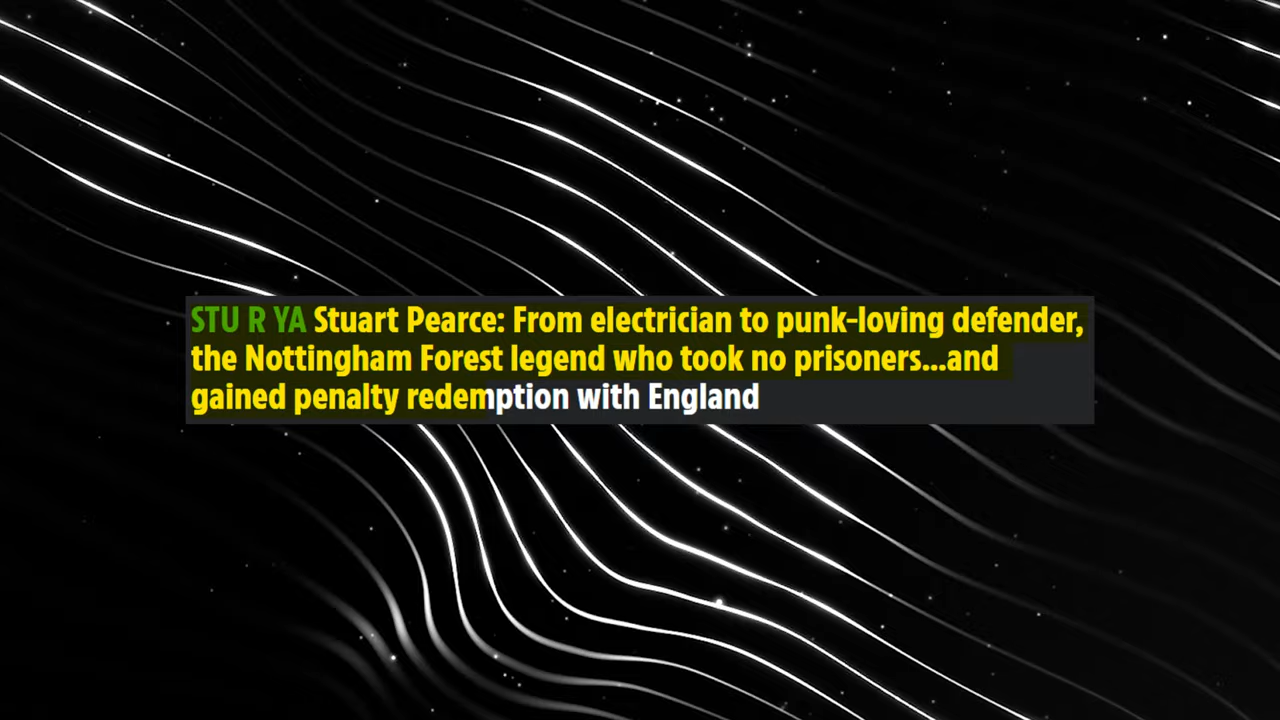 STU R YA Stuart Pearce: From electrician to punk-loving defender,
the Nottingham Forest legend who took no prisoners...and
gained penalty redemption with England